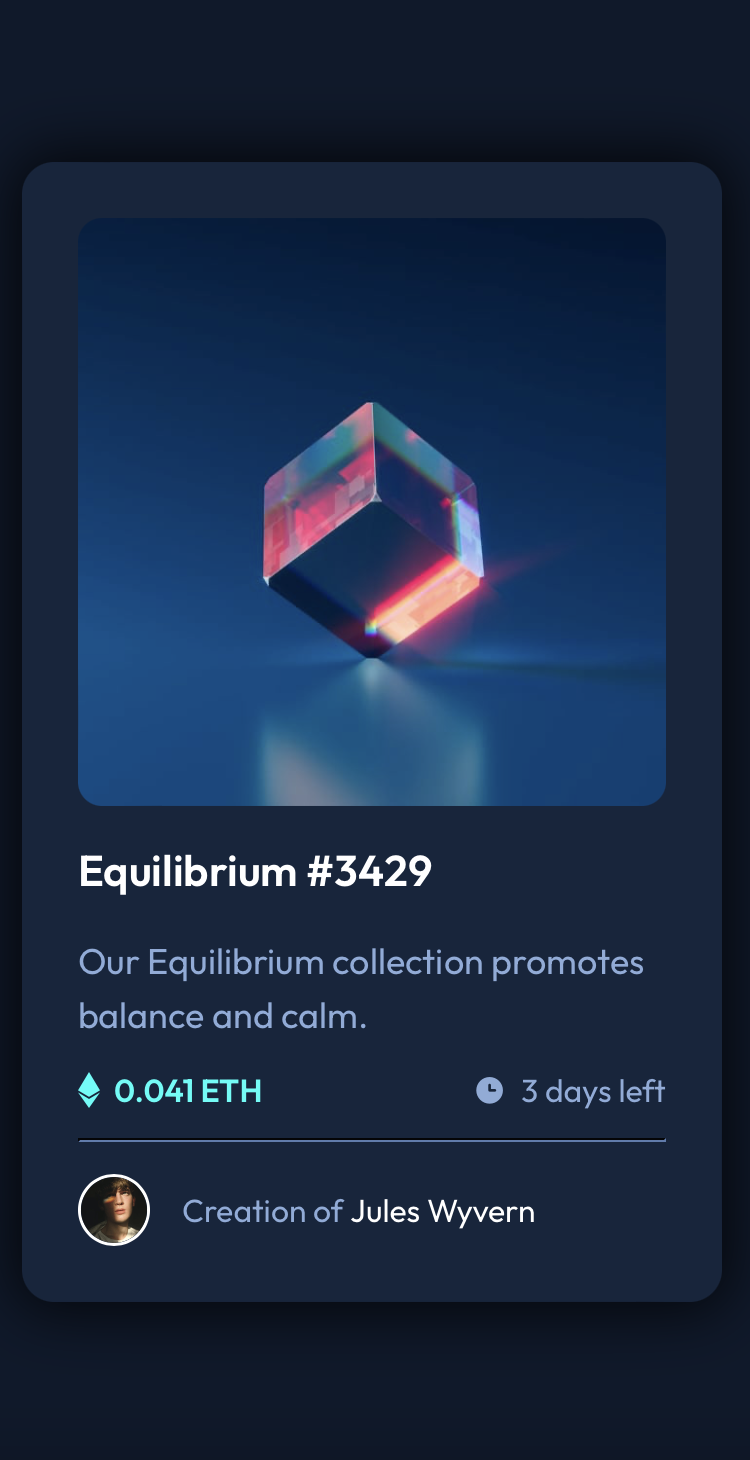 Equilibrium #3429
Our Equilibrium collection promotes
balance and calm.
0.041 ETH
3 days left
Creation of Jules Wyvern